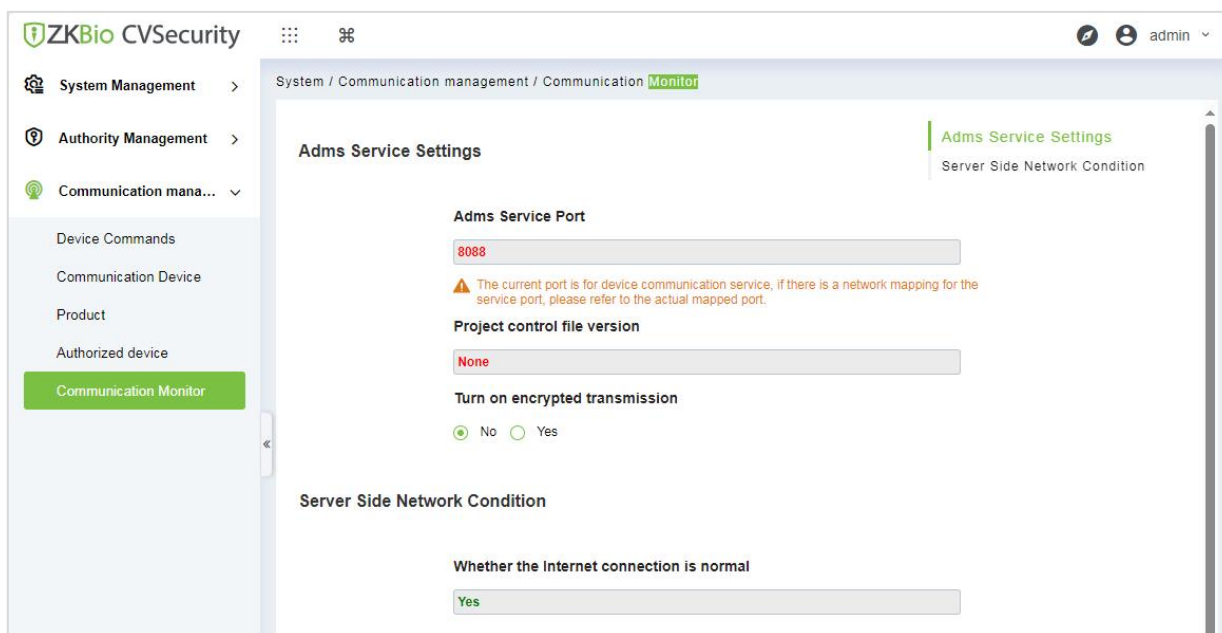 ZKBio CVSecurity
admin
System Management
Authority Management
Communication mana...
Device Commands
Communication Device
Product
Authorized device
Communication Monitor
System / Communication management / Communication Monitor
Adms Service Settings
Adms Service Port
8088
The current port is for device communication service, if there is a network mapping for the
service port, please refer to the actual mapped port.
Project control file version
None
Turn on encrypted transmission
No Yes
Server Side Network Condition
Whether the Internet connection is normal
Yes
Adms Service Settings
Server Side Network Condition